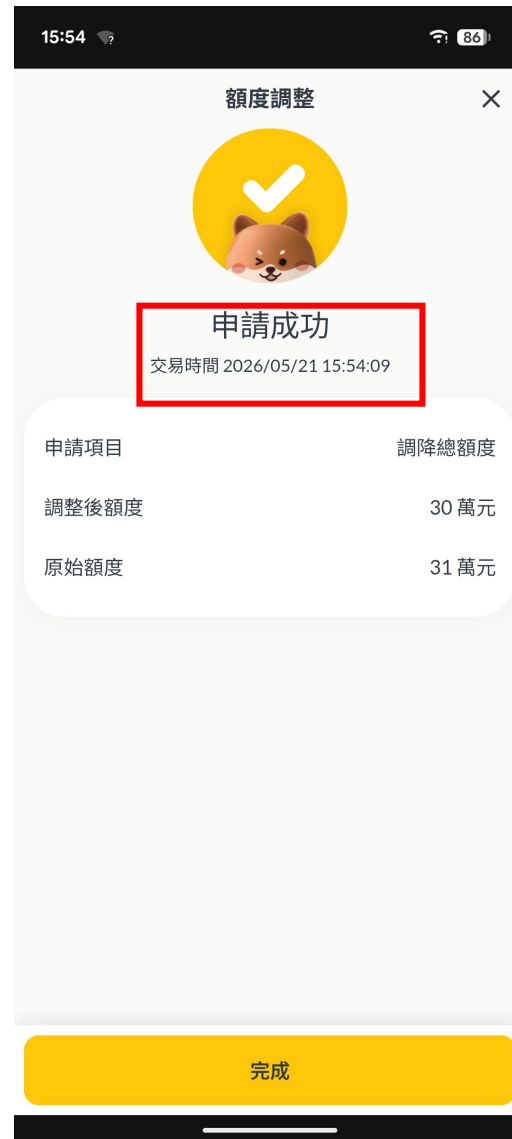 15:54
86
額度調整
申請成功
交易時間 2026/05/21 15:54:09
申請項目 調降總額度
調整後額度 30 萬元
原始額度 31 萬元
完成